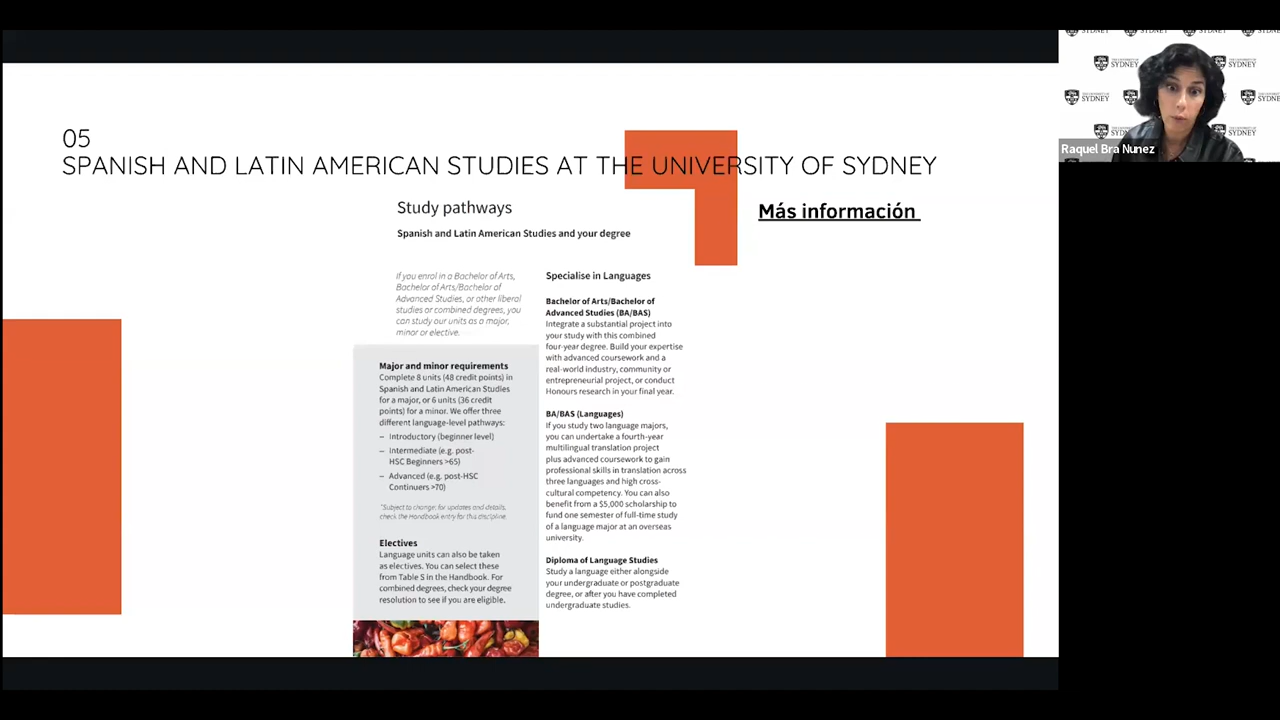 05
SPANISH AND LATIN AMERICAN STUDIES AT THE UNIVERSITY OF SYDNEY
Study pathways
Spanish and Latin American Studies and your degree
If you enrol in a Bachelor of Arts,
Bachelor of Arts/Bachelor of
Advanced Studies, or other liberal
studies or combined degrees, you
can study our units as a major,
minor or elective.
Major and minor requirements
Complete 8 units (48 credit points) in
Spanish and Latin American Studies
for a major, or 6 units (36 credit
points) for a minor. We offer three
different language-level pathways:
– Introductory (beginner level)
– Intermediate (e.g. post-
HSC Beginners >65)
– Advanced (e.g. post-HSC
Continuers >70)
*Subject to change; for updates and details,
check the Handbook entry for this discipline.
Electives
Language units can also be taken
as electives. You can select these
from Table S in the Handbook. For
combined degrees, check your degree
resolution to see if you are eligible.
Specialise in Languages
Bachelor of Arts/Bachelor of
Advanced Studies (BA/BAS)
Integrate a substantial project into
your study with this combined
four-year degree. Build your expertise
with advanced coursework and a
real-world industry, community or
entrepreneurial project, or conduct
Honours research in your final year.
BA/BAS (Languages)
If you study two language majors,
you can undertake a fourth-year
multilingual translation project
plus advanced coursework to gain
professional skills in translation across
three languages and high cross-
cultural competency. You can also
benefit from a $5,000 scholarship to
fund one semester of full-time study
of a language major at an overseas
university.
Diploma of Language Studies
Study a language either alongside
your undergraduate or postgraduate
degree, or after you have completed
undergraduate studies.
Más información
SYDNEY
SYDNEY
SYDNEY
SYDNEY
SYDNEY
SYDNEY
Raquel Bra Nunez